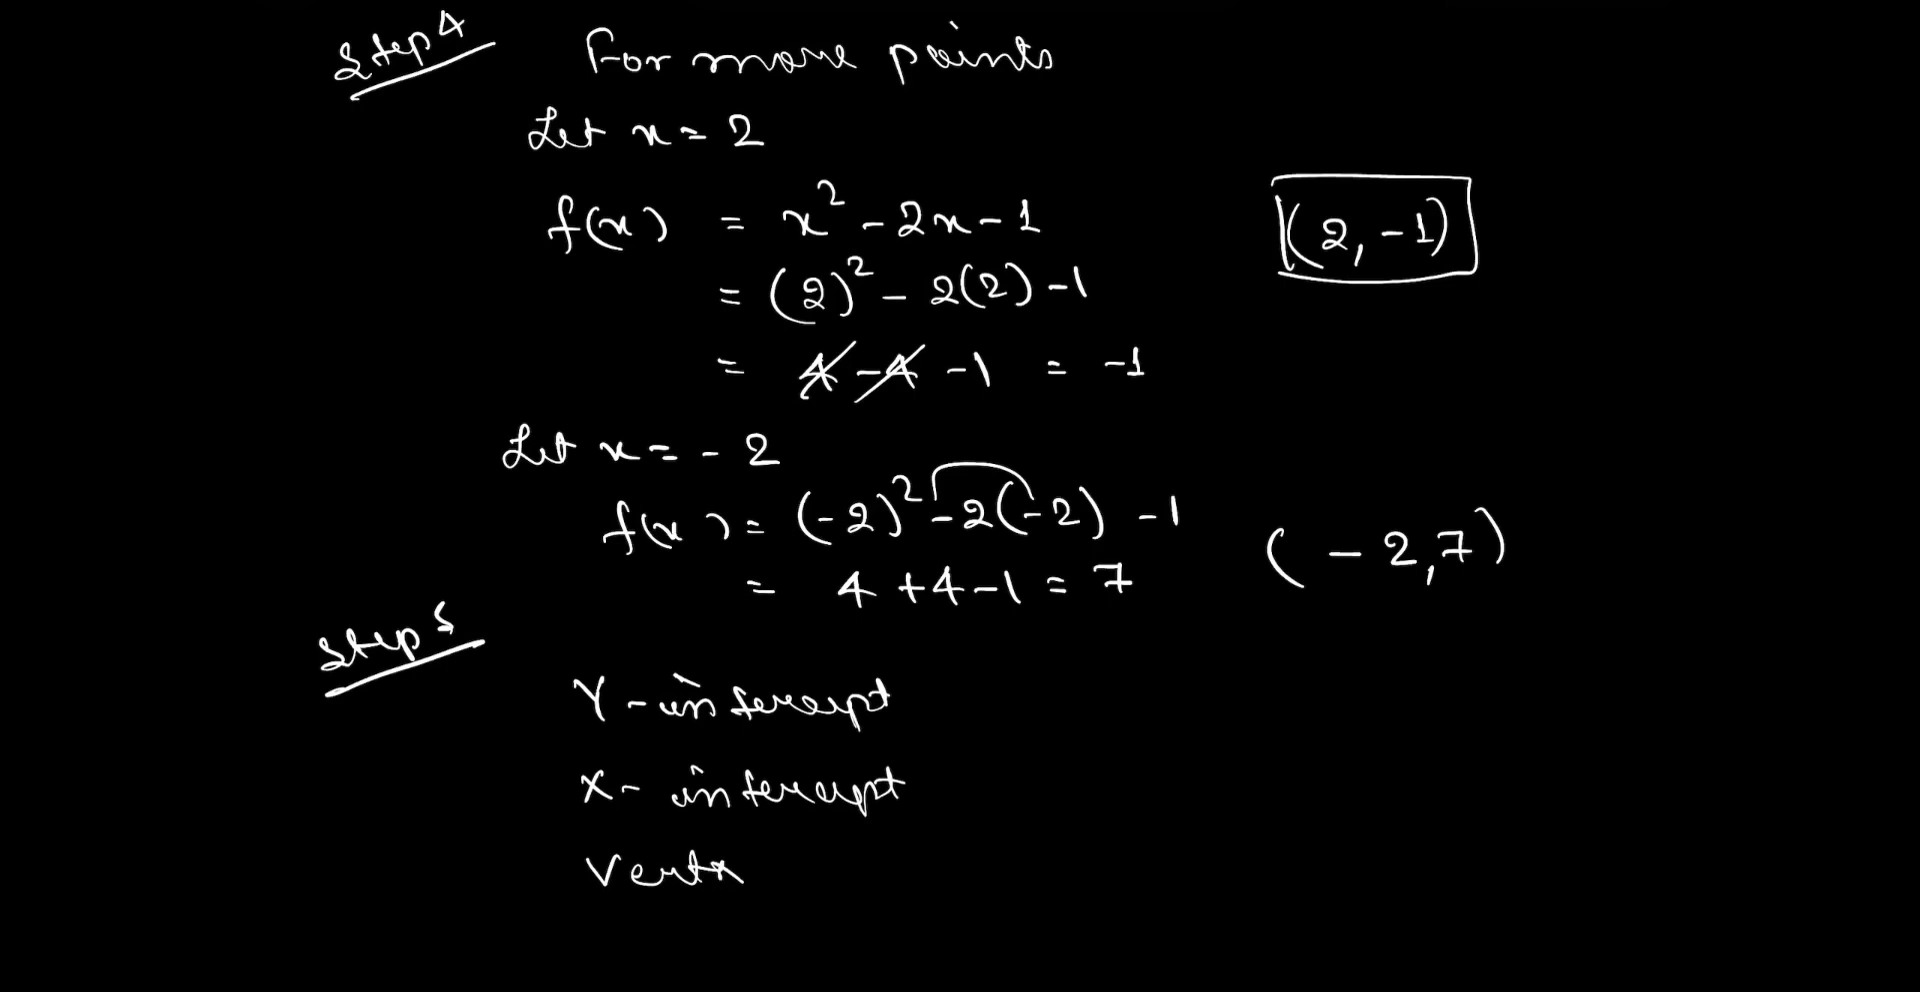 Step 4 For more points
Let x = 2
f(x) = x² - 2x - 1
(2, -1)
= (2)² - 2(2) - 1
= 4 - 4 - 1 = -1
Let x = - 2
f(x) = (-2)² - 2(-2) - 1
(-2, 7)
= 4 + 4 - 1 = 7
Step 5
Y - intercept
X - intercept
Vertex